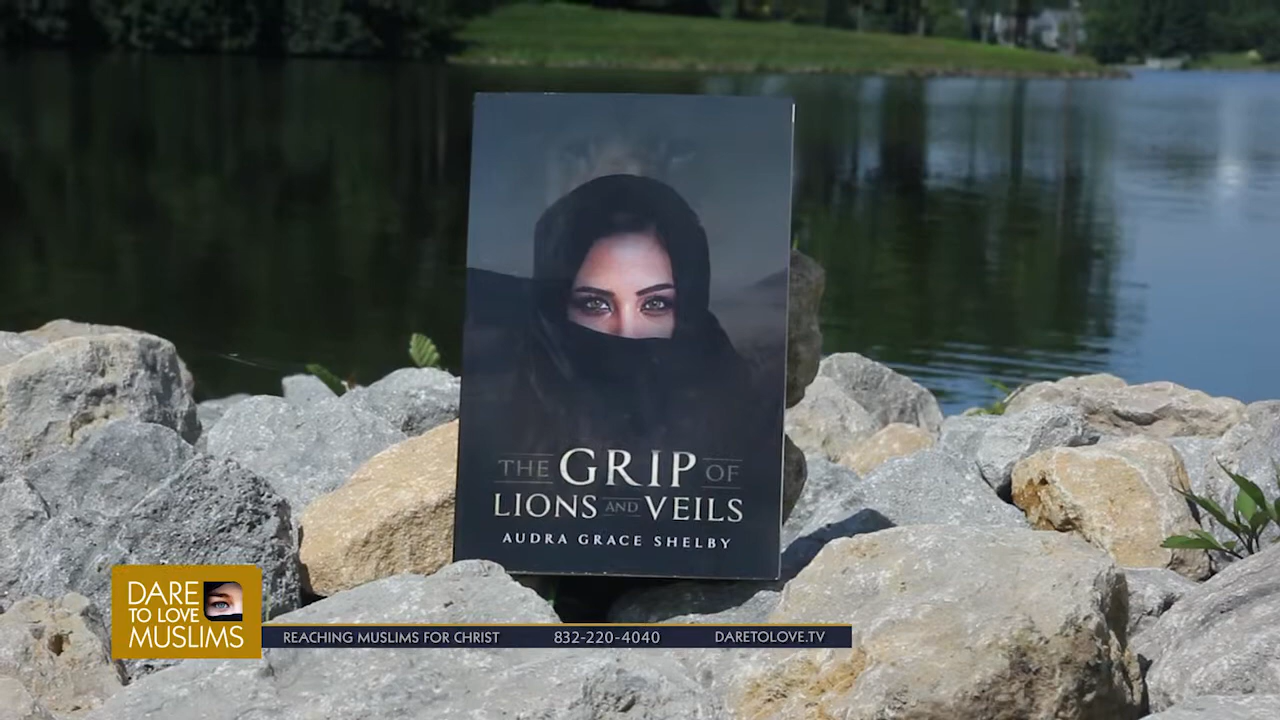 THE GRIP OF
LIONS AND VEILS
AUDRA GRACE SHELBY
DARE
TO LOVE
MUSLIMS
REACHING MUSLIMS FOR CHRIST 832-220-4040 DARETOLOVE.TV